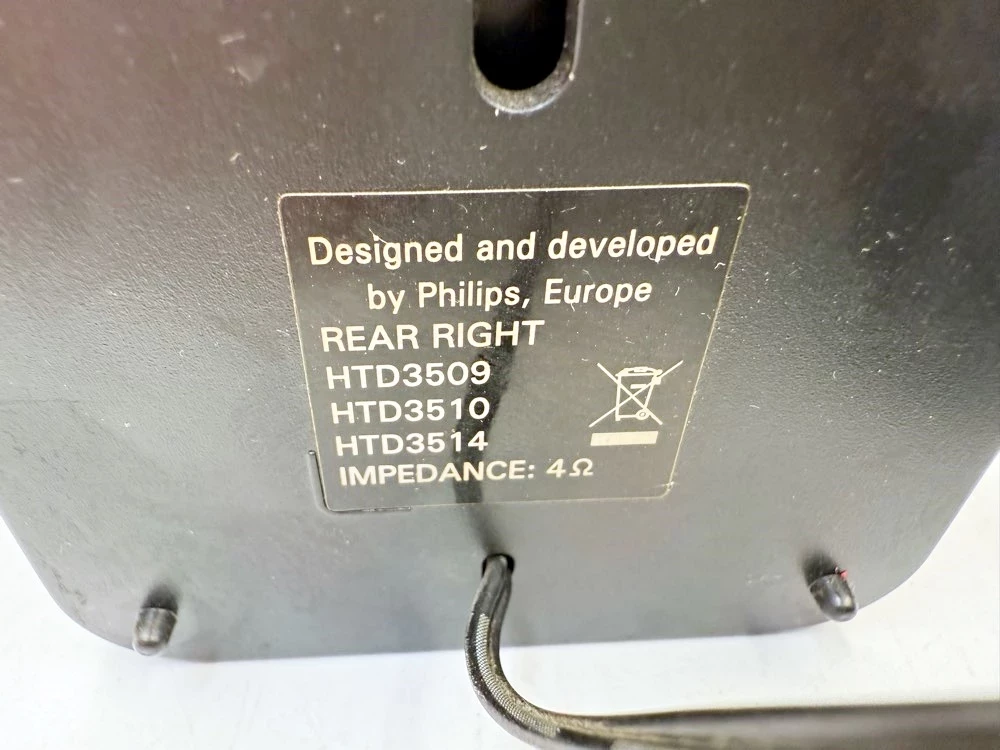 Designed and developed
by Philips, Europe
REAR RIGHT
HTD3509
HTD3510
HTD3514
IMPEDANCE: 4Ω